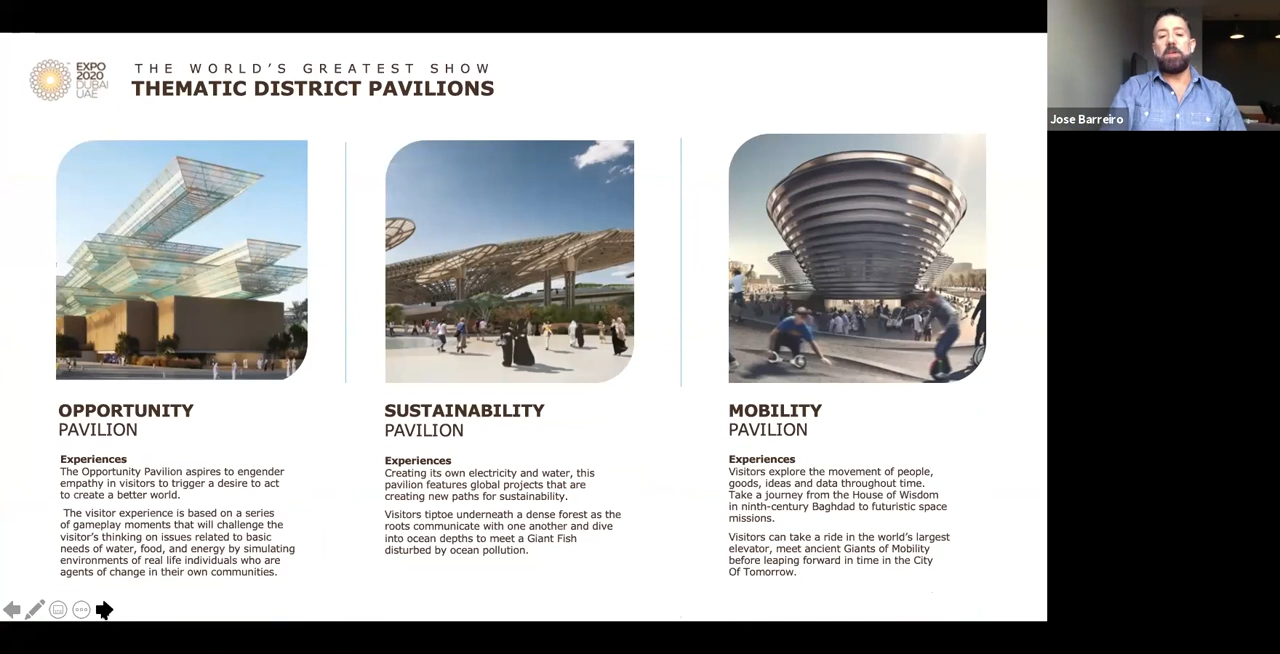 EXPO
2020
DUBAI
UAE
THE WORLD'S GREATEST SHOW
THEMATIC DISTRICT PAVILIONS
Jose Barreiro
OPPORTUNITY
PAVILION
Experiences
The Opportunity Pavilion aspires to engender
empathy in visitors to trigger a desire to act
to create a better world.
The visitor experience is based on a series
of gameplay moments that will challenge the
visitor's thinking on issues related to basic
needs of water, food, and energy by simulating
environments of real life individuals who are
agents of change in their own communities.
SUSTAINABILITY
PAVILION
Experiences
Creating its own electricity and water, this
pavilion features global projects that are
creating new paths for sustainability.
Visitors tiptoe underneath a dense forest as the
roots communicate with one another and dive
into ocean depths to meet a Giant Fish
disturbed by ocean pollution.
MOBILITY
PAVILION
Experiences
Visitors explore the movement of people,
goods, ideas and data throughout time.
Take a journey from the House of Wisdom
in ninth-century Baghdad to futuristic space
missions.
Visitors can take a ride in the world's largest
elevator, meet ancient Giants of Mobility
before leaping forward in time in the City
Of Tomorrow.